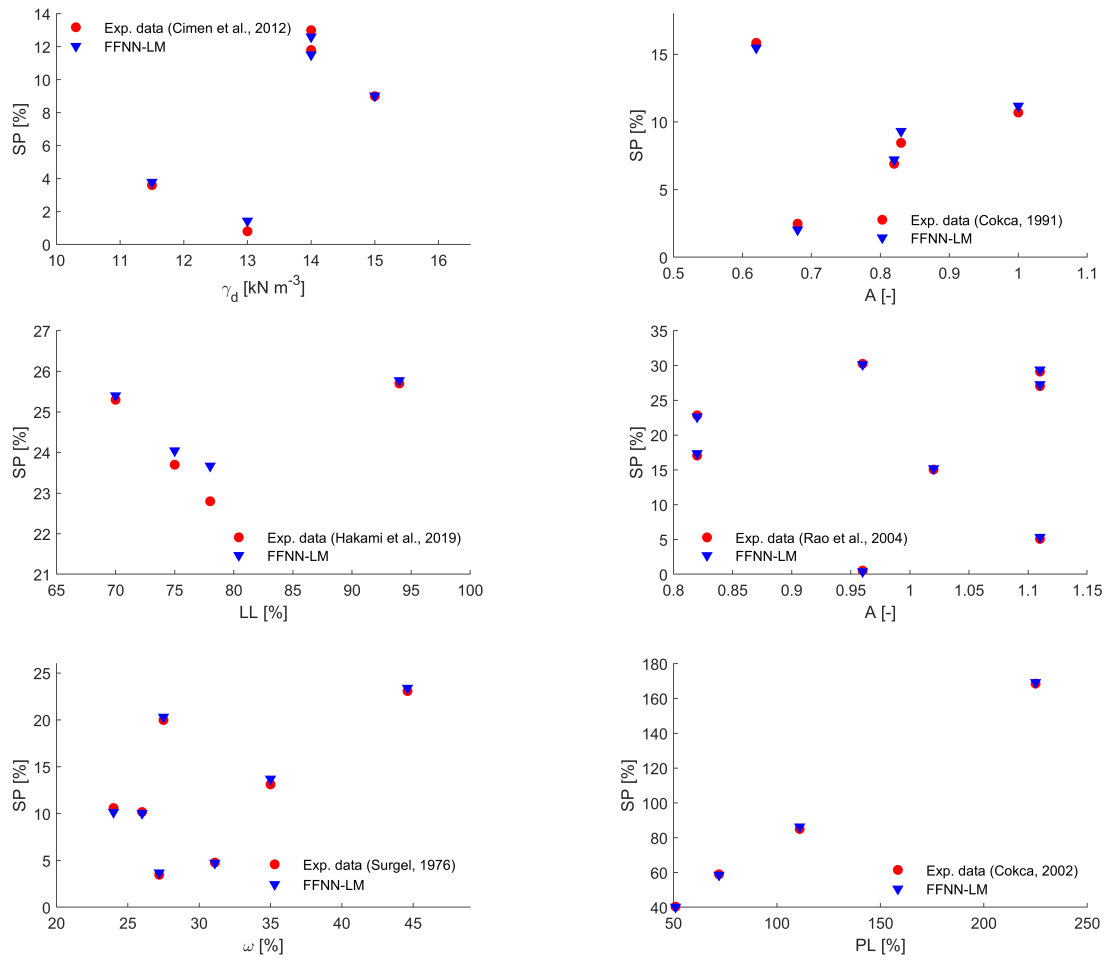 14
12
10
8
6
4
2
0
SP [%]
Exp. data (Cimen et al., 2012)
FFNN-LM
10 11 12 13 14 15 16
γd [kN m-3]
15
10
5
0
SP [%]
Exp. data (Cokca, 1991)
FFNN-LM
0.5 0.6 0.7 0.8 0.9 1 1.1
A [-]
27
26
25
24
23
22
21
SP [%]
Exp. data (Hakami et al., 2019)
FFNN-LM
65 70 75 80 85 90 95 100
LL [%]
35
30
25
20
15
10
5
0
SP [%]
Exp. data (Rao et al., 2004)
FFNN-LM
0.8 0.85 0.9 0.95 1 1.05 1.1 1.15
A [-]
25
20
15
10
5
0
SP [%]
Exp. data (Surgel, 1976)
FFNN-LM
20 25 30 35 40 45
ω [%]
180
160
140
120
100
80
60
40
SP [%]
Exp. data (Cokca, 2002)
FFNN-LM
50 100 150 200 250
PL [%]